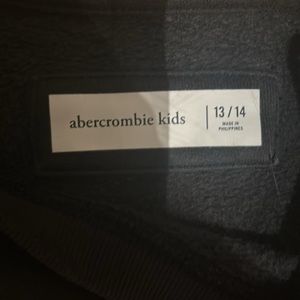 abercrombie kids
13 / 14
MADE IN
PHILIPPINES